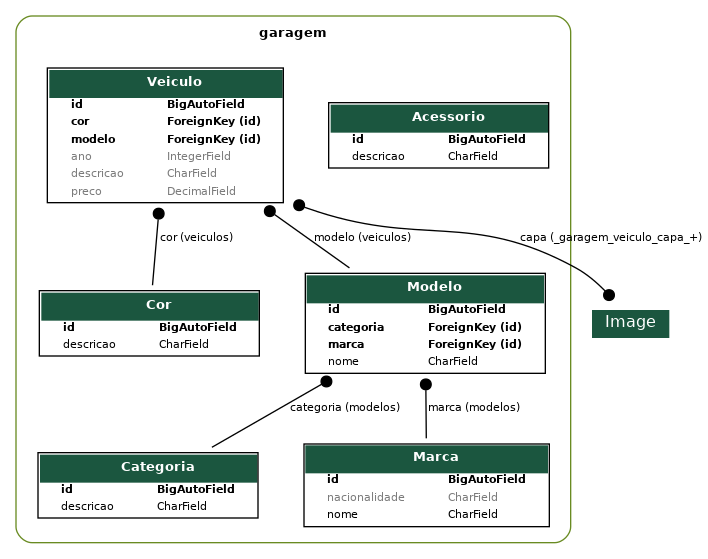 garagem
Veiculo
id BigAutoField
cor ForeignKey (id)
modelo ForeignKey (id)
ano IntegerField
descricao CharField
preco DecimalField
Acessorio
id BigAutoField
descricao CharField
cor (veiculos)
modelo (veiculos)
capa (_garagem_veiculo_capa_+)
Cor
id BigAutoField
descricao CharField
Modelo
id BigAutoField
categoria ForeignKey (id)
marca ForeignKey (id)
nome CharField
Image
categoria (modelos)
marca (modelos)
Categoria
id BigAutoField
descricao CharField
Marca
id BigAutoField
nacionalidade CharField
nome CharField